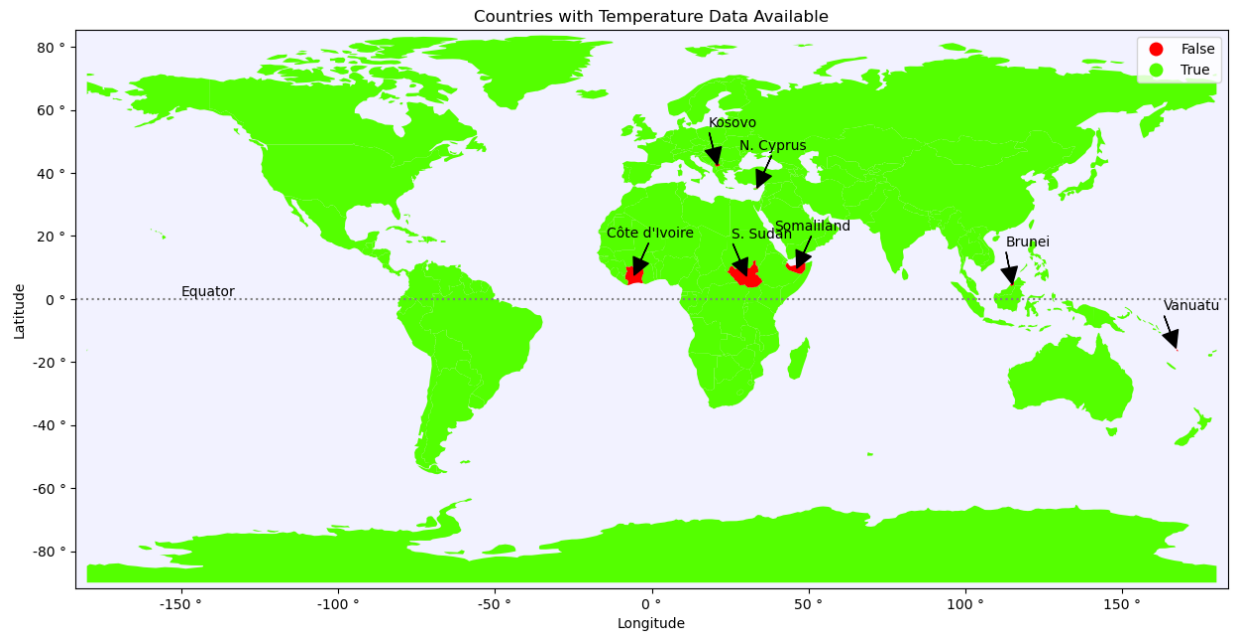 Countries with Temperature Data Available
False
True
80 °
60 °
40 °
20 °
0 °
-20 °
-40 °
-60 °
-80 °
Latitude
Kosovo
N. Cyprus
Côte d'Ivoire
S. Sudan
Somaliland
Brunei
Equator
Vanuatu
-150 °
-100 °
-50 °
0 °
50 °
100 °
150 °
Longitude